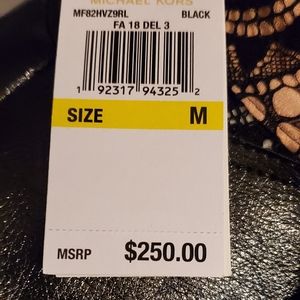 MICHAEL KORS
MF82HVZ9RL BLACK
FA 18 DEL 3
1 92317 94325 2
SIZE M
MSRP $250.00